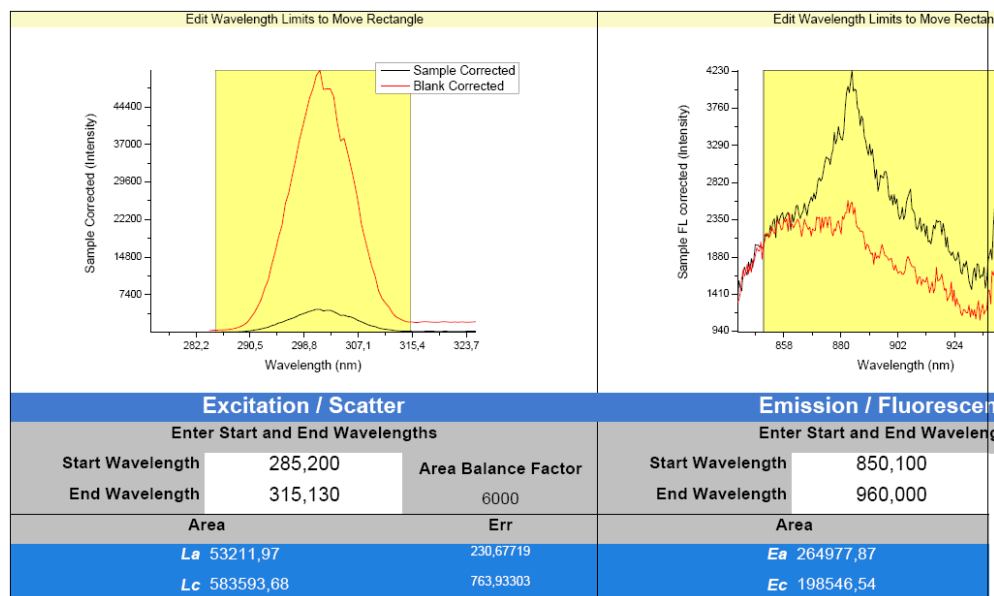 Edit Wavelength Limits to Move Rectangle
Sample Corrected
Blank Corrected
Sample Corrected (Intensity)
44400
37000
29600
22200
14800
7400
282,2 290,5 298,8 307,1 315,4 323,7
Wavelength (nm)
Edit Wavelength Limits to Move Rectan
Sample FL corrected (Intensity)
4230
3760
3290
2820
2350
1880
1410
940
858 880 902 924
Wavelength (nm)
Excitation / Scatter
Enter Start and End Wavelengths
Start Wavelength 285,200
End Wavelength 315,130
Area Balance Factor
6000
Area Err
La 53211,97 230,67719
Lc 583593,68 763,93303
Emission / Fluorescen
Enter Start and End Waveleng
Start Wavelength 850,100
End Wavelength 960,000
Area
Ea 264977,87
Ec 198546,54